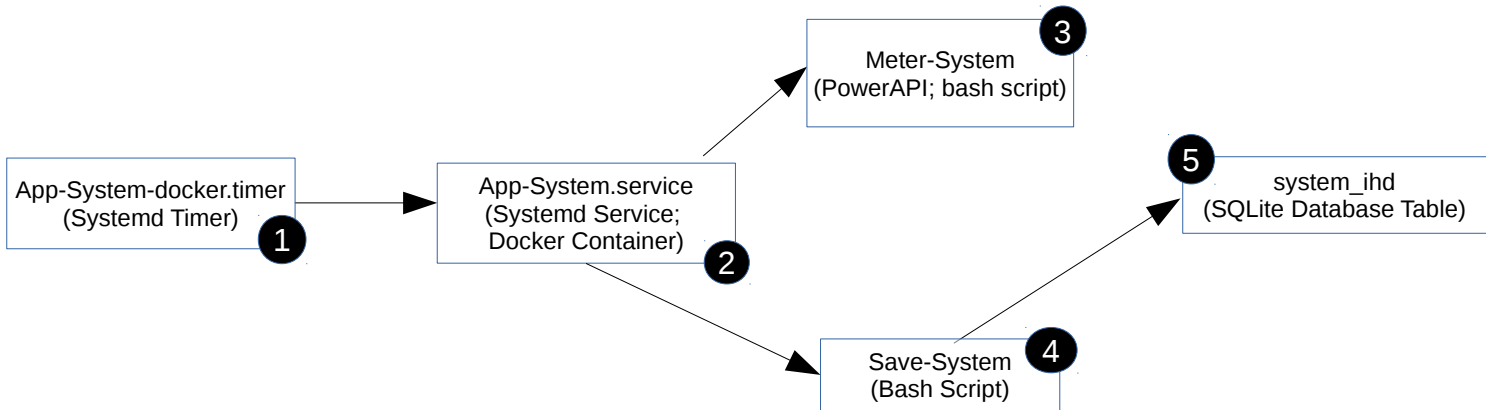 App-System-docker.timer
(Systemd Timer)
1
App-System.service
(Systemd Service;
Docker Container)
2
Meter-System
(PowerAPI; bash script)
3
Save-System
(Bash Script)
4
system_ihd
(SQLite Database Table)
5